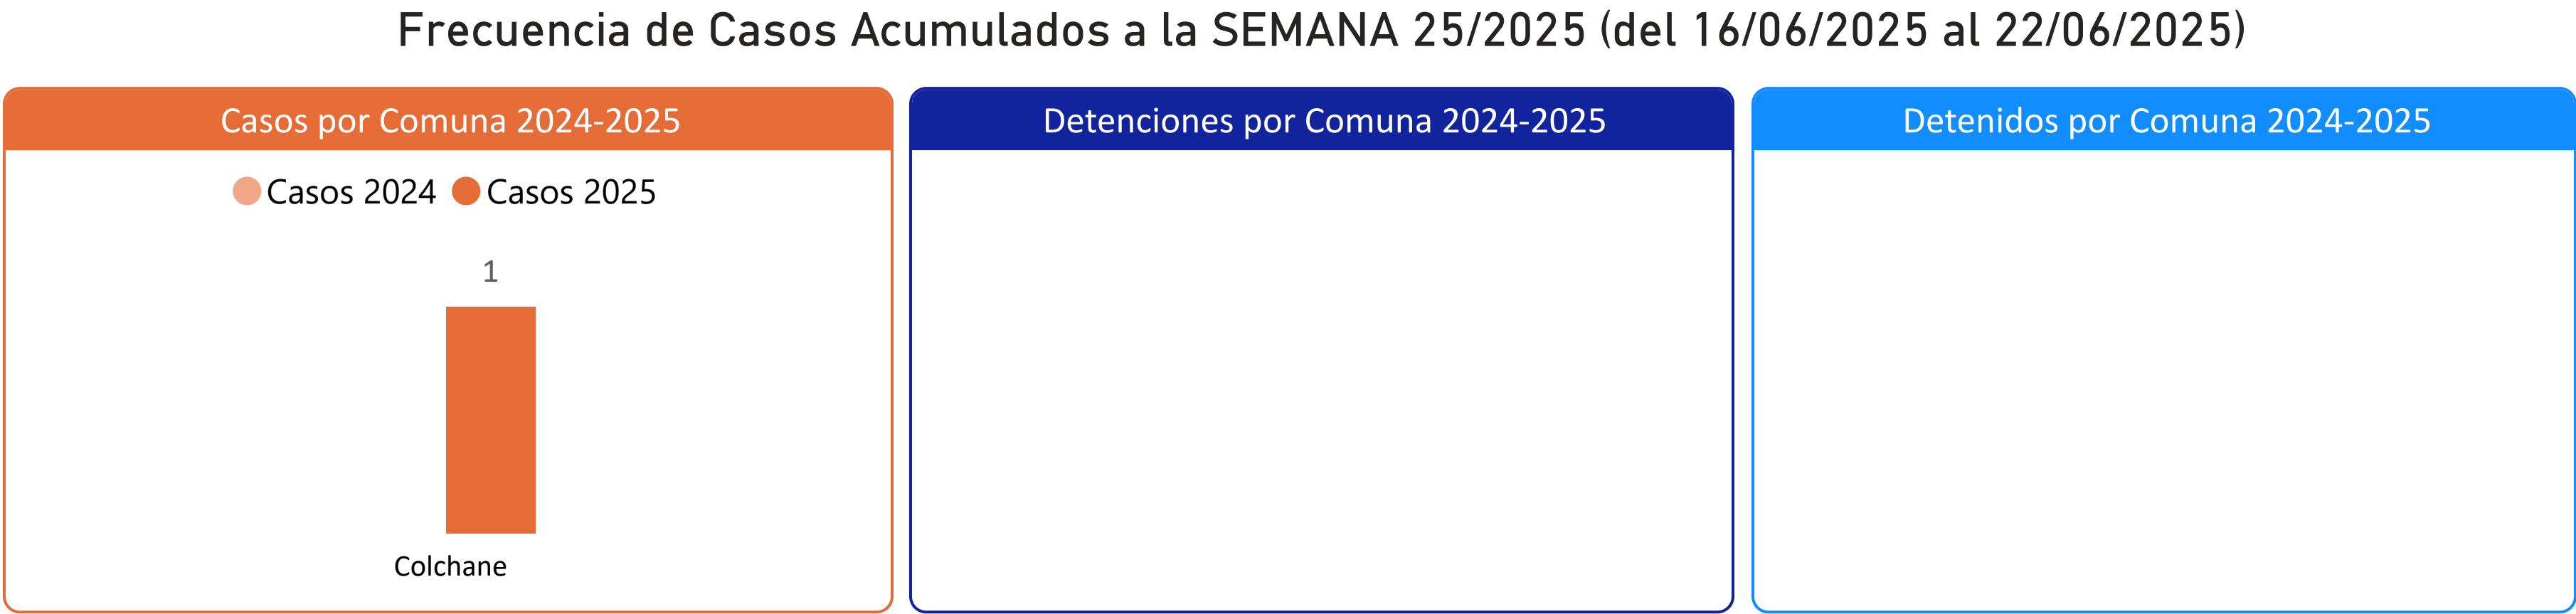 Frecuencia de Casos Acumulados a la SEMANA 25/2025 (del 16/06/2025 al 22/06/2025)
Casos por Comuna 2024-2025
Casos 2024 Casos 2025
1
Colchane
Detenciones por Comuna 2024-2025
Detenidos por Comuna 2024-2025